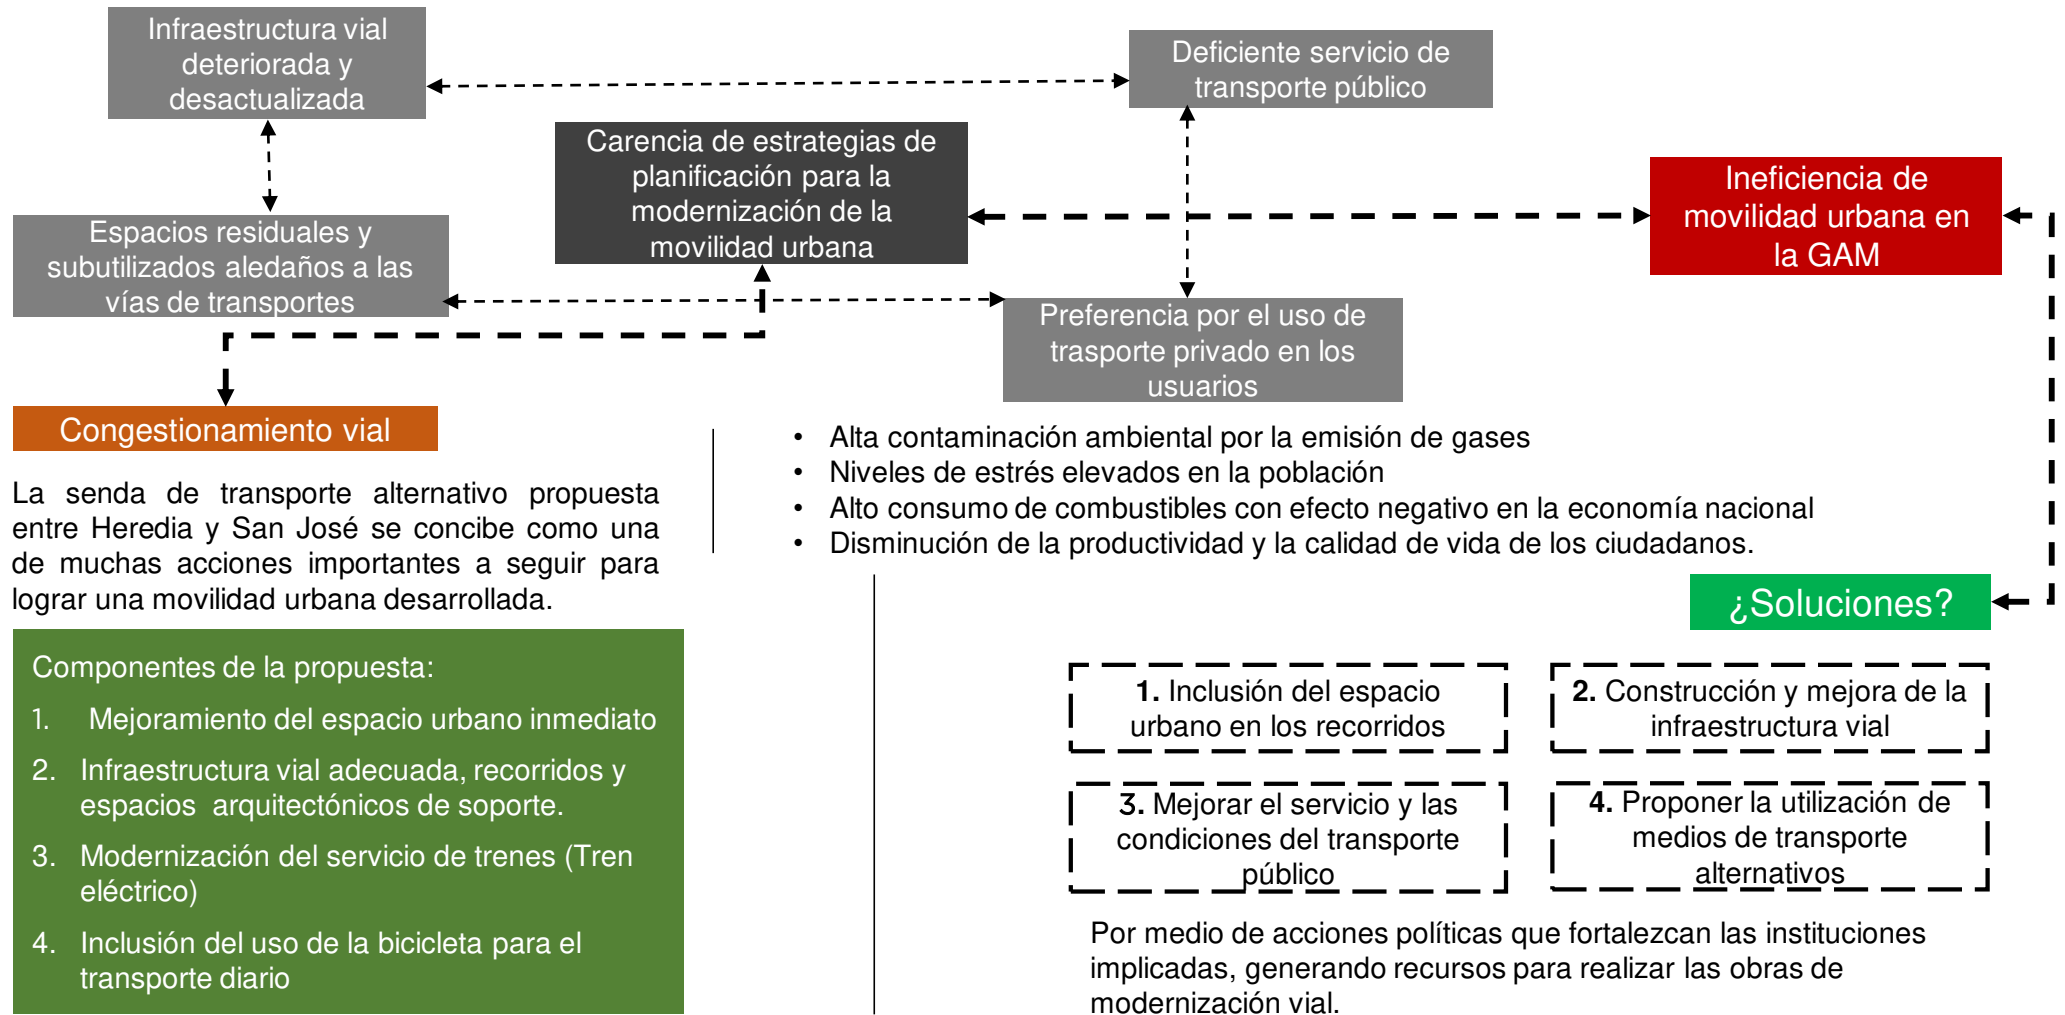 Infraestructura vial
deteriorada y
desactualizada
Deficiente servicio de
transporte público
Carencia de estrategias de
planificación para la
modernización de la
movilidad urbana
Ineficiencia de
movilidad urbana en
la GAM
Espacios residuales y
subutilizados aledaños a las
vías de transportes
Preferencia por el uso de
trasporte privado en los
usuarios
Congestionamiento vial
La senda de transporte alternativo propuesta
entre Heredia y San José se concibe como una
de muchas acciones importantes a seguir para
lograr una movilidad urbana desarrollada.
• Alta contaminación ambiental por la emisión de gases
• Niveles de estrés elevados en la población
• Alto consumo de combustibles con efecto negativo en la economía nacional
• Disminución de la productividad y la calidad de vida de los ciudadanos.
¿Soluciones?
Componentes de la propuesta:
1. Mejoramiento del espacio urbano inmediato
2. Infraestructura vial adecuada, recorridos y
espacios arquitectónicos de soporte.
3. Modernización del servicio de trenes (Tren
eléctrico)
4. Inclusión del uso de la bicicleta para el
transporte diario
1. Inclusión del espacio
urbano en los recorridos
2. Construcción y mejora de la
infraestructura vial
3. Mejorar el servicio y las
condiciones del transporte
público
4. Proponer la utilización de
medios de transporte
alternativos
Por medio de acciones políticas que fortalezcan las instituciones
implicadas, generando recursos para realizar las obras de
modernización vial.